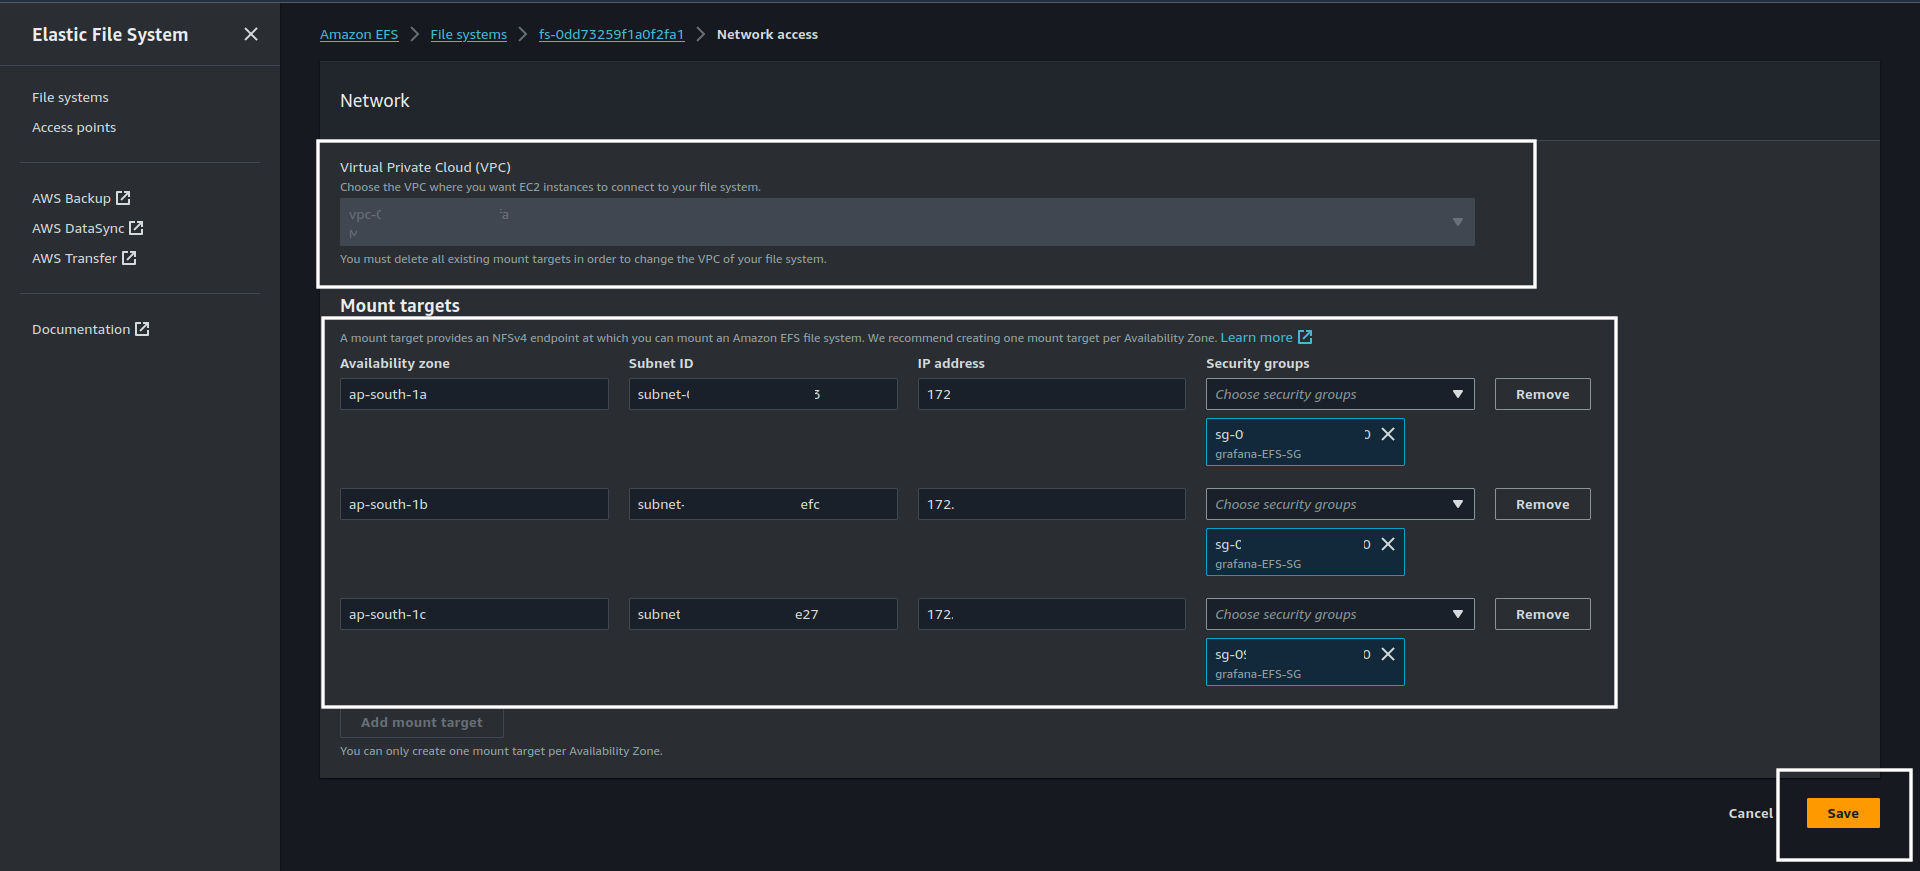 Elastic File System
File systems
Access points
AWS Backup
AWS DataSync
AWS Transfer
Documentation
Amazon EFS > File systems > fs-0dd73259f1a0f2fa1 > Network access
Network
Virtual Private Cloud (VPC)
Choose the VPC where you want EC2 instances to connect to your file system.
vpc-0 a
You must delete all existing mount targets in order to change the VPC of your file system.
Mount targets
A mount target provides an NFSv4 endpoint at which you can mount an Amazon EFS file system. We recommend creating one mount target per Availability Zone. Learn more
Availability zone Subnet ID IP address Security groups
ap-south-1a subnet-0 3 172 Choose security groups Remove
sg-0 0
grafana-EFS-SG
ap-south-1b subnet- efc 172. Choose security groups Remove
sg-0 0
grafana-EFS-SG
ap-south-1c subnet e27 172. Choose security groups Remove
sg-09 0
grafana-EFS-SG
Add mount target
You can only create one mount target per Availability Zone.
Cancel Save